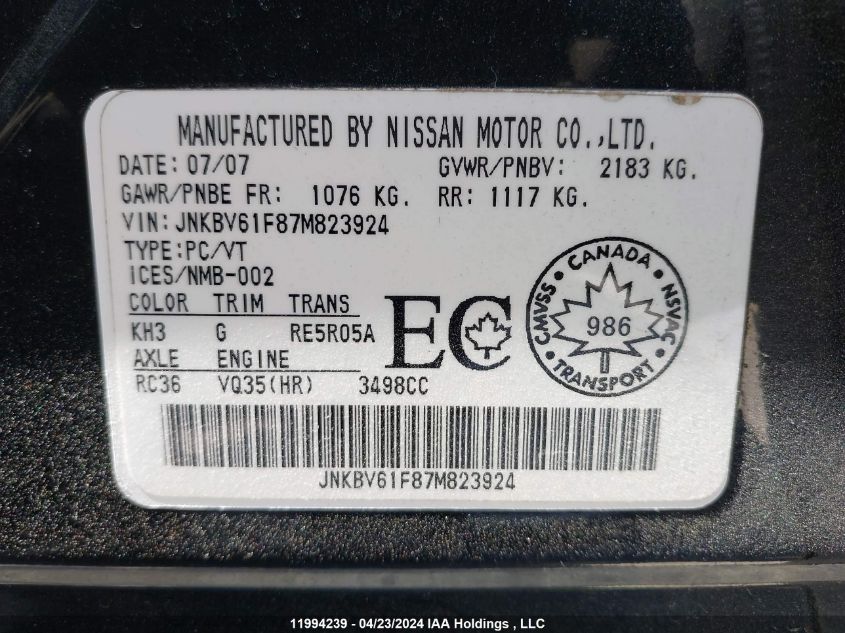 MANUFACTURED BY NISSAN MOTOR CO.,LTD.
DATE: 07/07 GVWR/PNBV: 2183 KG.
GAWR/PNBE FR: 1076 KG. RR: 1117 KG.
VIN: JNKBV61F87M823924
TYPE:PC/VT
ICES/NMB-002
COLOR TRIM TRANS
KH3 G RE5R05A
AXLE ENGINE
RC36 VQ35(HR) 3498CC
EC
CANADA • NSVAC • TRANSPORT • CMVSS •
986
JNKBV61F87M823924
11994239 - 04/23/2024 IAA Holdings , LLC